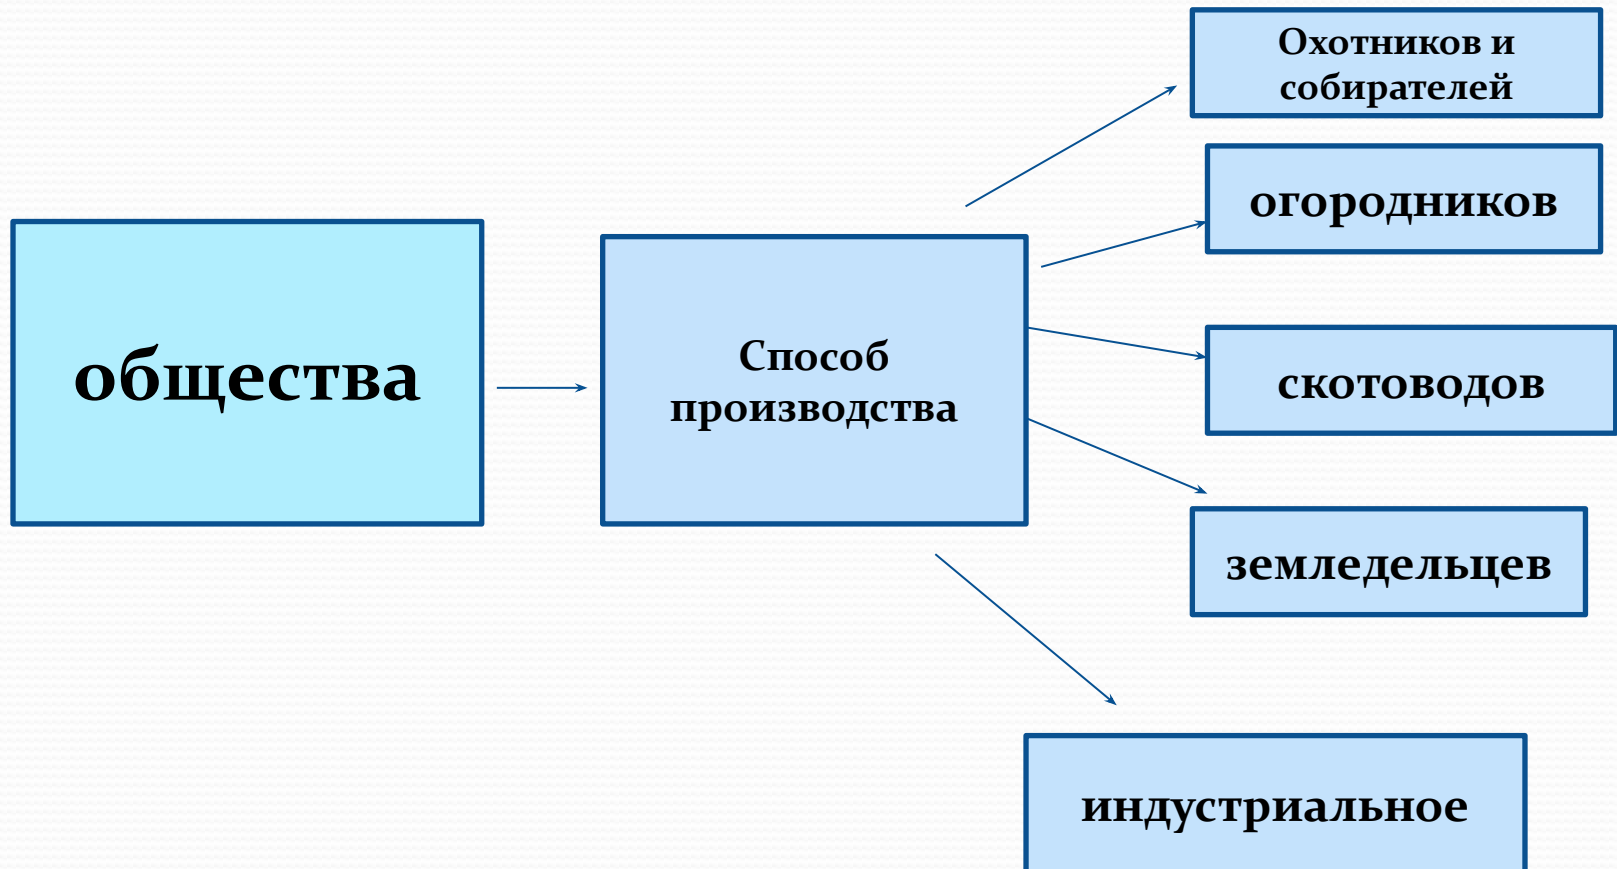 общества
Способ
производства
Охотников и
собирателей
огородников
скотоводов
земледельцев
индустриальное